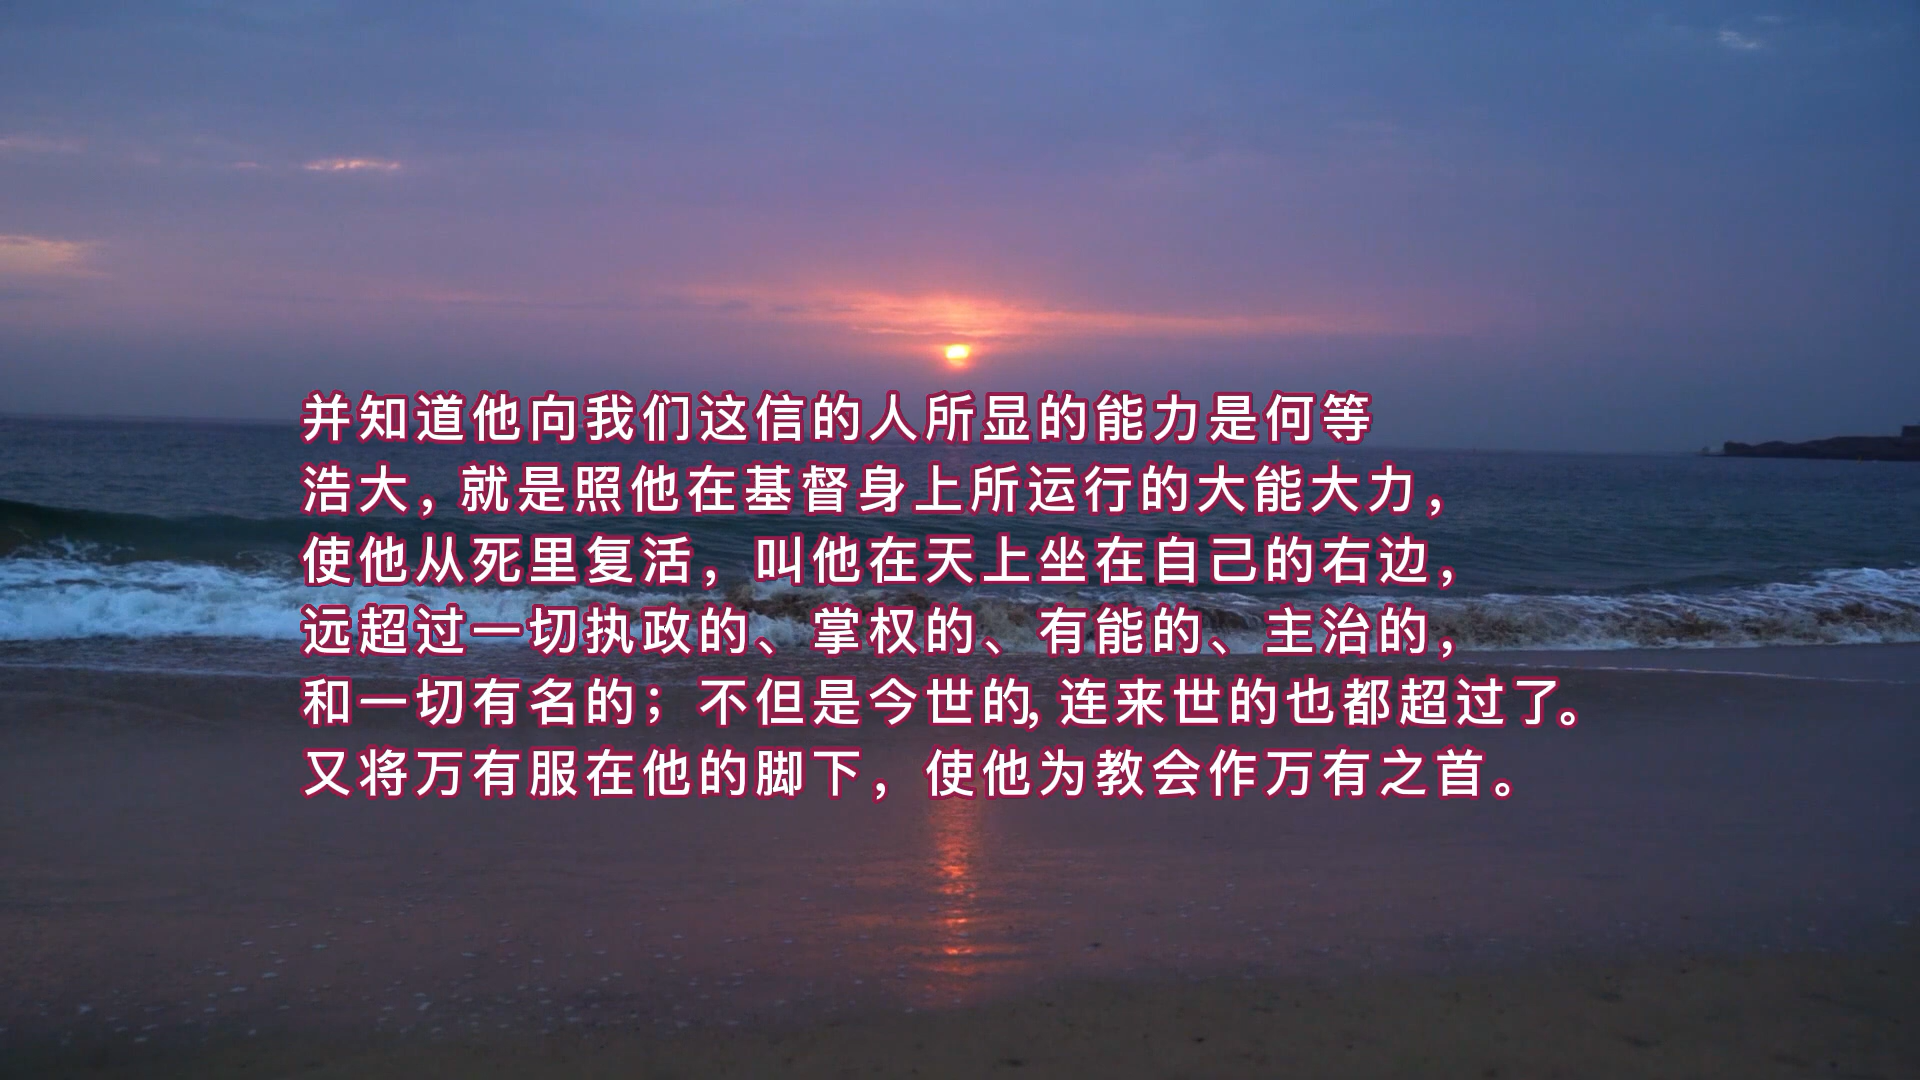 并知道他向我们这信的人所显的能力是何等
浩大，就是照他在基督身上所运行的大能大力，
使他从死里复活，叫他在天上坐在自己的右边，
远超过一切执政的、掌权的、有能的、主治的，
和一切有名的；不但是今世的,连来世的也都超过了。
又将万有服在他的脚下，使他为教会作万有之首。